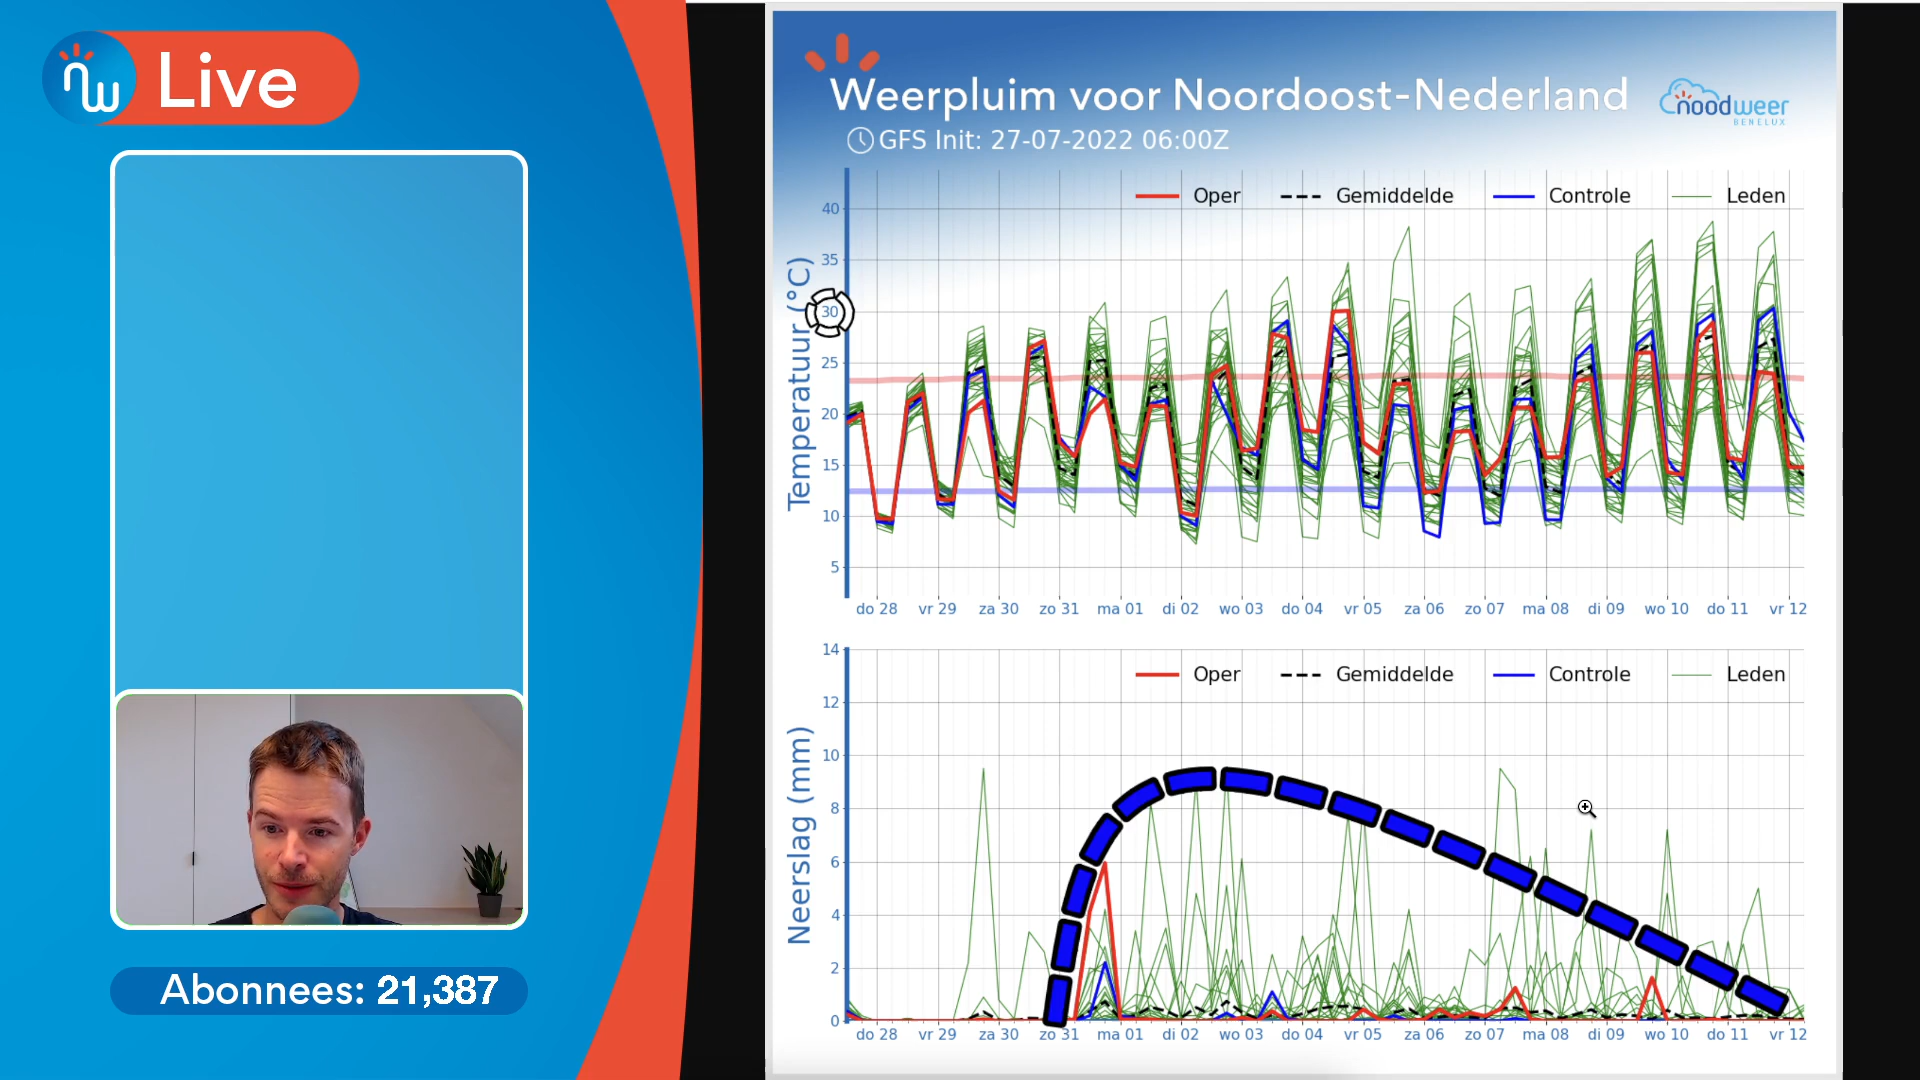 nw Live
Abonnees: 21,387
Weerpluim voor Noordoost-Nederland
noodweer
BENELUX
GFS Init: 27-07-2022 06:00Z
Oper Gemiddelde Controle Leden
Temperatuur (°C)
40
35
30
25
20
15
10
5
do 28 vr 29 za 30 zo 31 ma 01 di 02 wo 03 do 04 vr 05 za 06 zo 07 ma 08 di 09 wo 10 do 11 vr 12
Oper Gemiddelde Controle Leden
Neerslag (mm)
14
12
10
8
6
4
2
0
do 28 vr 29 za 30 zo 31 ma 01 di 02 wo 03 do 04 vr 05 za 06 zo 07 ma 08 di 09 wo 10 do 11 vr 12